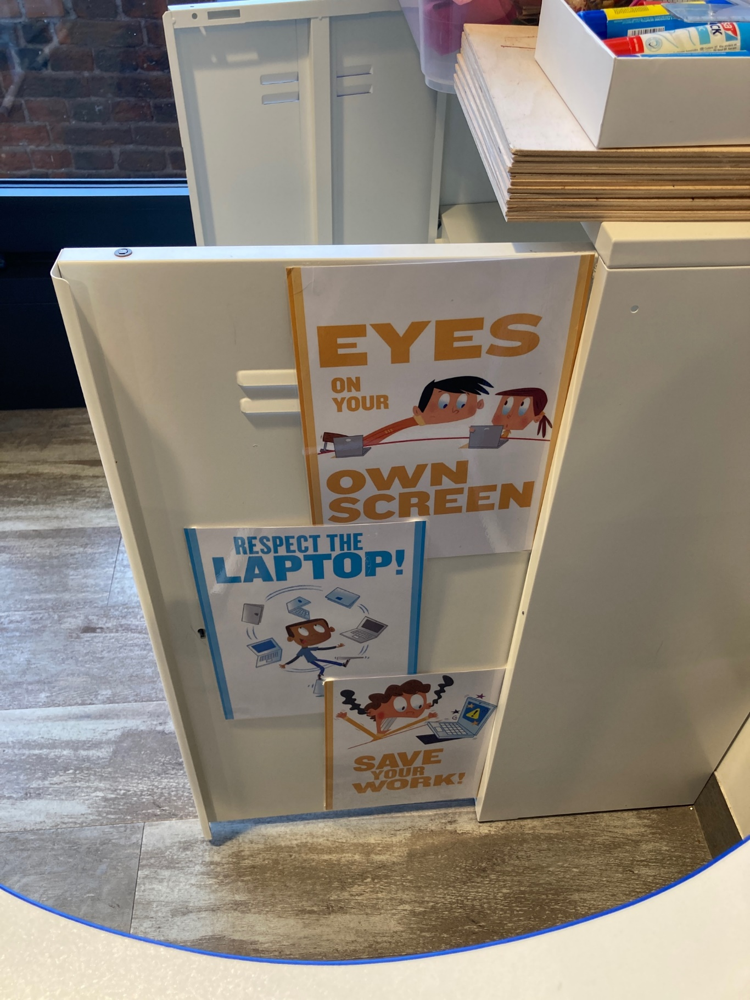 EYES
ON
YOUR
OWN
SCREEN
RESPECT THE
LAPTOP!
SAVE
YOUR
WORK!